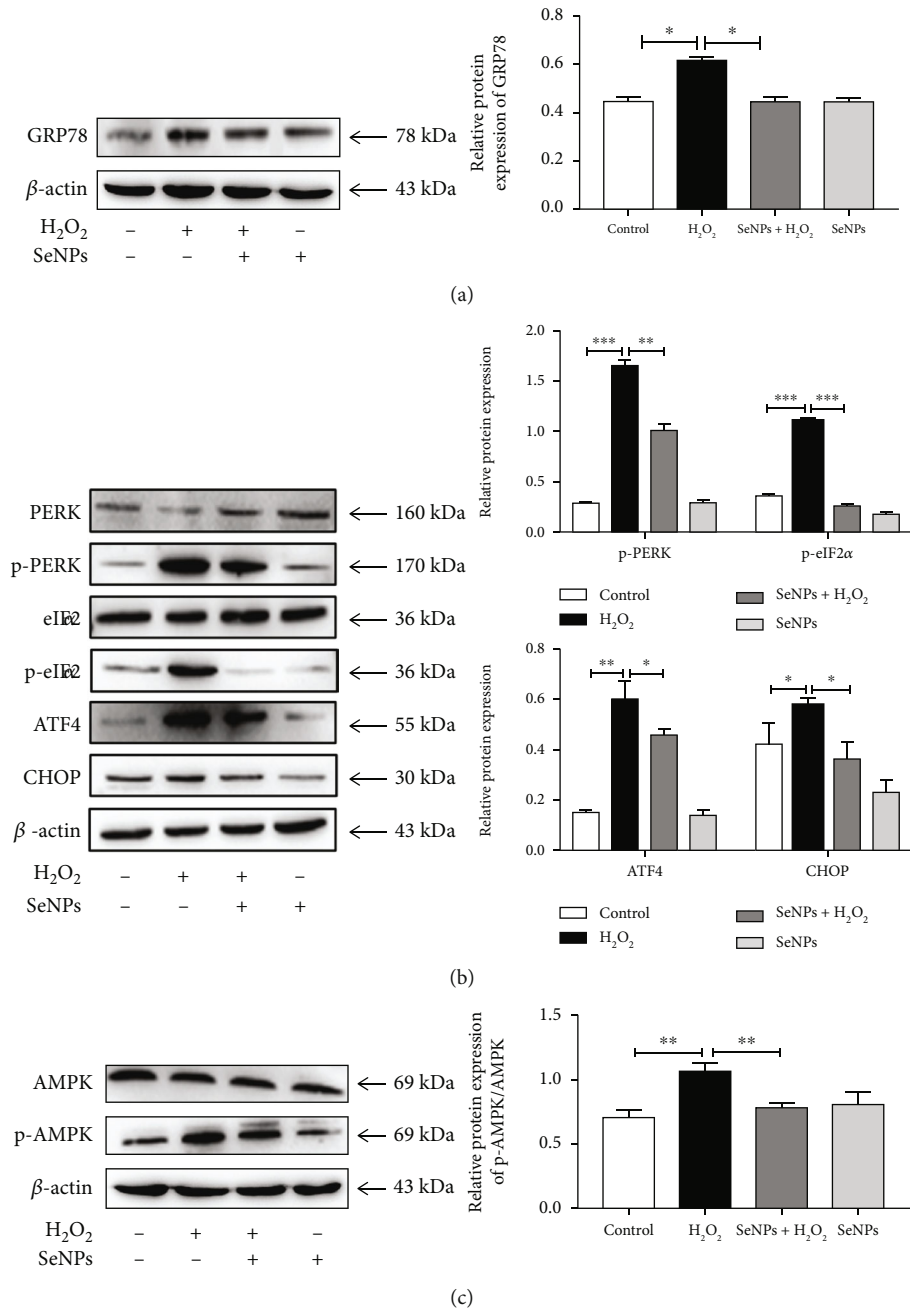 GRP78 ← 78 kDa
β-actin ← 43 kDa
H₂O₂ – + + –
SeNPs – – + +
Relative protein
expression of GRP78
0.8
0.6
0.4
0.2
0.0
* *
Control H₂O₂ SeNPs + H₂O₂ SeNPs
(a)
PERK ← 160 kDa
p-PERK ← 170 kDa
eIF2α ← 36 kDa
p-eIF2α ← 36 kDa
ATF4 ← 55 kDa
CHOP ← 30 kDa
β -actin ← 43 kDa
H₂O₂ – + + –
SeNPs – – + +
Relative protein expression
2.0
1.5
1.0
0.5
0.0
*** ** *** ***
p-PERK p-eIF2α
Control SeNPs + H₂O₂
H₂O₂ SeNPs
Relative protein expression
0.8
0.6
0.4
0.2
0.0
** * * *
ATF4 CHOP
Control SeNPs + H₂O₂
H₂O₂ SeNPs
(b)
AMPK ← 69 kDa
p-AMPK ← 69 kDa
β-actin ← 43 kDa
H₂O₂ – + + –
SeNPs – – + +
Relative protein expression
of p-AMPK/AMPK
1.5
1.0
0.5
0.0
** **
Control H₂O₂ SeNPs + H₂O₂ SeNPs
(c)